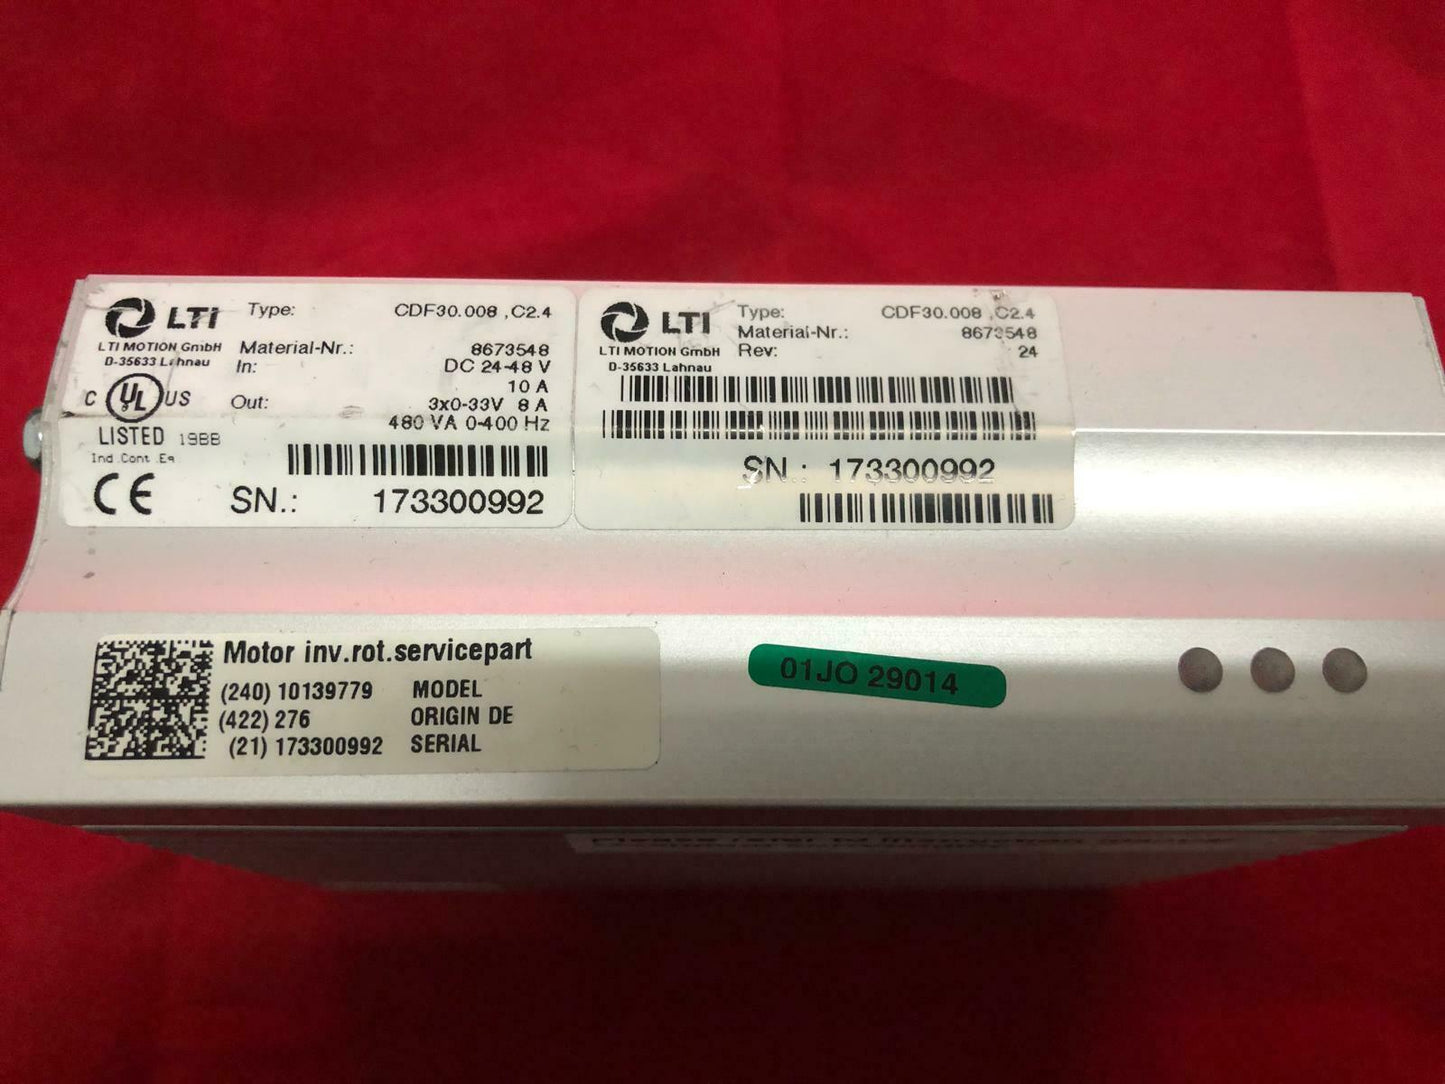 LTI
Type: CDF30.008 ,C2.4
LTI MOTION GmbH
D-35633 Lahnau
Material-Nr.: 8673548
In: DC 24-48 V
10 A
Out: 3x0-33V 8 A
480 VA 0-400 Hz
C UL US
LISTED 19BB
Ind.Cont.Eq
CE
SN.: 173300992
LTI
Type: CDF30.008 ,C2.4
Material-Nr.: 8673548
LTI MOTION GmbH
Rev: 24
D-35633 Lahnau
SN.: 173300992
Motor inv.rot.servicepart
(240) 10139779 MODEL
(422) 276 ORIGIN DE
(21) 173300992 SERIAL
01JO 29014